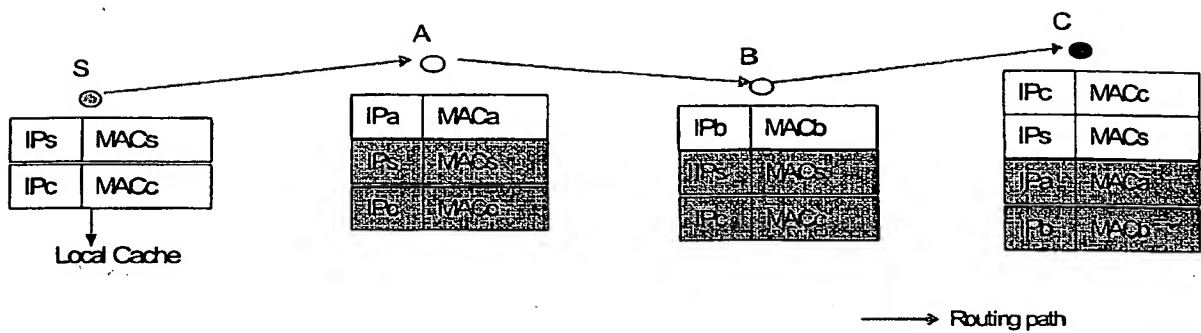 S
A
B
C
IPs MACs
IPc MACc
Local Cache
IPa MACa
IPs MACs
IPc MACc
IPb MACb
IPs MACs
IPc MACc
IPc MACc
IPs MACs
IPa MACa
IPb MACb
Routing path